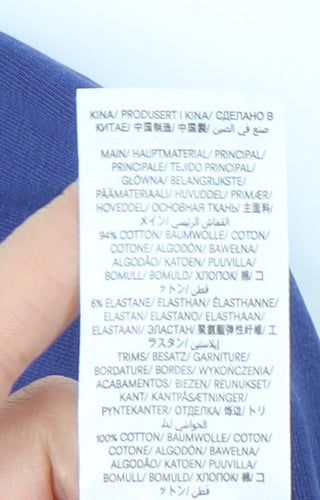 KINA/ PRODUSERT I KINA/ СДЕЛАНО В
КИТАЕ/ 中国制造/ 中国製/ صنع في الصين
MAIN/ HAUPTMATERIAL/ PRINCIPAL/
PRINCIPALE/ TEJIDO PRINCIPAL/
GŁÓWNA/ BELANGRIJKSTE/
PÄÄMATERIAALI/ HUVUDDEL/ PRIMÆR/
HOVEDDEL/ ОСНОВНАЯ ТКАНЬ/ 主面料/
メイン/ القماش الرئيسي/
94% COTTON/ BAUMWOLLE/ COTON/
COTONE/ ALGODÓN/ BAWEŁNA/
ALGODÃO/ KATOEN/ PUUVILLA/
BOMULL/ BOMULD/ ХЛОПОК/ 棉/ コ
ットン/ قطن/
6% ELASTANE/ ELASTHAN/ ÉLASTHANNE/
ELASTAN/ ELASTANO/ ELASTHAAN/
ELASTAANI/ ЭЛАСТАН/ 聚氨酯弹性纤维/ エ
ラスタン/ إيلاستين/
TRIMS/ BESATZ/ GARNITURE/
BORDATURE/ BORDES/ WYKOŃCZENIA/
ACABAMENTOS/ BIEZEN/ REUNUKSET/
KANT/ KANTPÅSÆTNING/
PYNTEKANTER/ ОТДЕЛКА/ 饰边/ トリ
ム/ الحواشي/
100% COTTON/ BAUMWOLLE/ COTON/
COTONE/ ALGODÓN/ BAWEŁNA/
ALGODÃO/ KATOEN/ PUUVILLA/
BOMULL/ BOMULD/ ХЛОПОК/ 棉/ コ
ットン/ قطن/